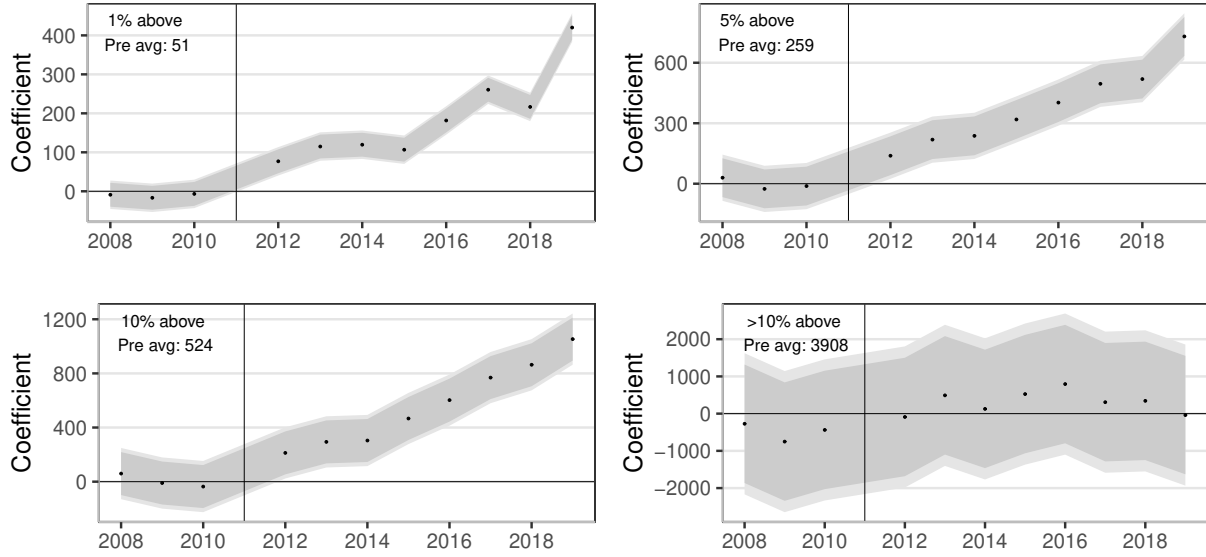 1% above
Pre avg: 51
Coefficient
400
300
200
100
0
2008 2010 2012 2014 2016 2018
5% above
Pre avg: 259
Coefficient
600
300
0
2008 2010 2012 2014 2016 2018
10% above
Pre avg: 524
Coefficient
1200
800
400
0
2008 2010 2012 2014 2016 2018
>10% above
Pre avg: 3908
Coefficient
2000
1000
0
−1000
−2000
2008 2010 2012 2014 2016 2018